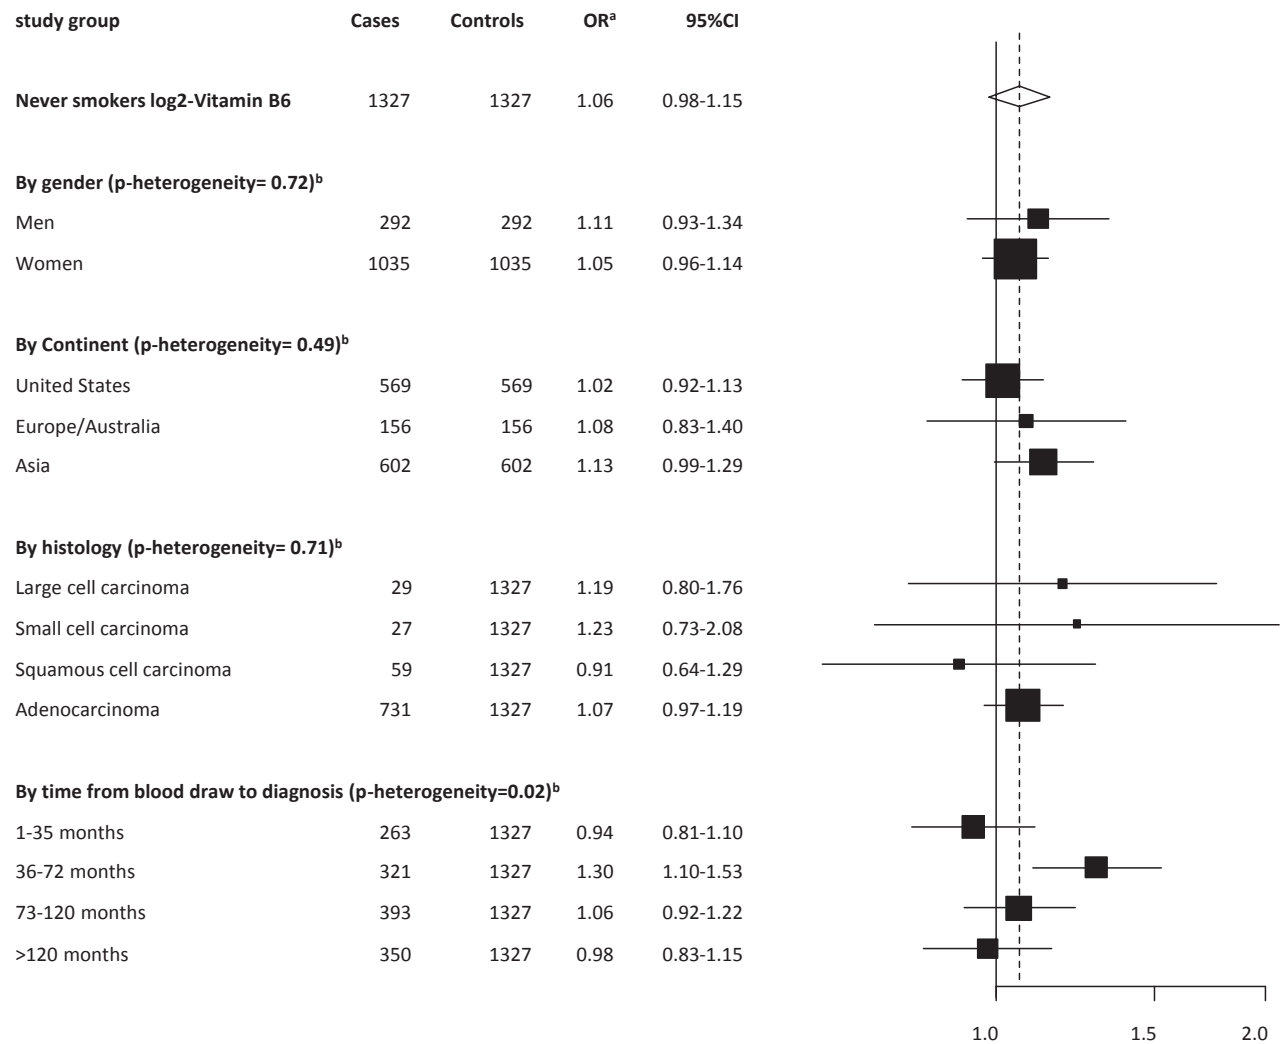 study group Cases Controls ORᵃ 95%CI
Never smokers log2-Vitamin B6 1327 1327 1.06 0.98-1.15
By gender (p-heterogeneity= 0.72)ᵇ
Men 292 292 1.11 0.93-1.34
Women 1035 1035 1.05 0.96-1.14
By Continent (p-heterogeneity= 0.49)ᵇ
United States 569 569 1.02 0.92-1.13
Europe/Australia 156 156 1.08 0.83-1.40
Asia 602 602 1.13 0.99-1.29
By histology (p-heterogeneity= 0.71)ᵇ
Large cell carcinoma 29 1327 1.19 0.80-1.76
Small cell carcinoma 27 1327 1.23 0.73-2.08
Squamous cell carcinoma 59 1327 0.91 0.64-1.29
Adenocarcinoma 731 1327 1.07 0.97-1.19
By time from blood draw to diagnosis (p-heterogeneity=0.02)ᵇ
1-35 months 263 1327 0.94 0.81-1.10
36-72 months 321 1327 1.30 1.10-1.53
73-120 months 393 1327 1.06 0.92-1.22
>120 months 350 1327 0.98 0.83-1.15
1.0 1.5 2.0